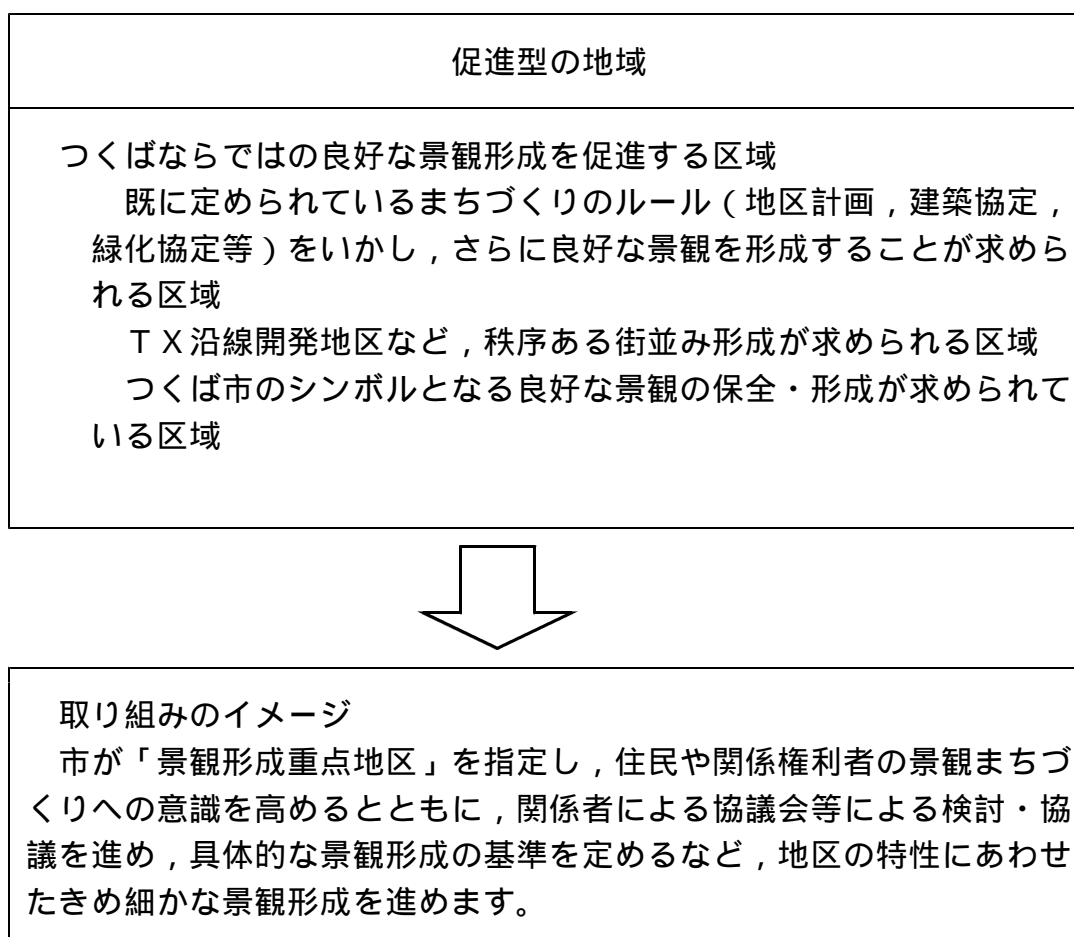 促進型の地域
つくばならではの良好な景観形成を促進する区域
既に定められているまちづくりのルール（地区計画，建築協定，
緑化協定等）をいかし，さらに良好な景観を形成することが求めら
れる区域
ＴＸ沿線開発地区など，秩序ある街並み形成が求められる区域
つくば市のシンボルとなる良好な景観の保全・形成が求められて
いる区域
取り組みのイメージ
市が「景観形成重点地区」を指定し，住民や関係権利者の景観まちづ
くりへの意識を高めるとともに，関係者による協議会等による検討・協
議を進め，具体的な景観形成の基準を定めるなど，地区の特性にあわせ
たきめ細かな景観形成を進めます。